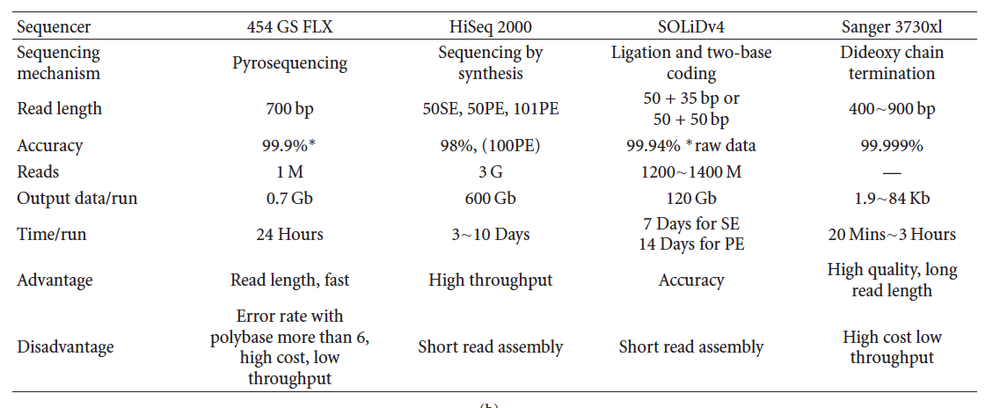 Sequencer 454 GS FLX HiSeq 2000 SOLiDv4 Sanger 3730xl
Sequencing mechanism Pyrosequencing Sequencing by synthesis Ligation and two-base coding Dideoxy chain termination
Read length 700 bp 50SE, 50PE, 101PE 50 + 35 bp or 50 + 50 bp 400~900 bp
Accuracy 99.9%* 98%, (100PE) 99.94% *raw data 99.999%
Reads 1 M 3 G 1200~1400 M —
Output data/run 0.7 Gb 600 Gb 120 Gb 1.9~84 Kb
Time/run 24 Hours 3~10 Days 7 Days for SE 14 Days for PE 20 Mins~3 Hours
Advantage Read length, fast High throughput Accuracy High quality, long read length
Disadvantage Error rate with polybase more than 6, high cost, low throughput Short read assembly Short read assembly High cost low throughput